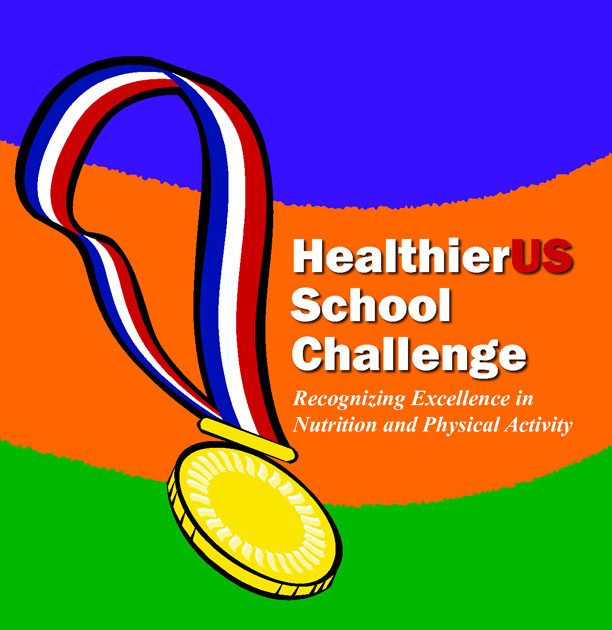 HealthierUS
School
Challenge
Recognizing Excellence in
Nutrition and Physical Activity